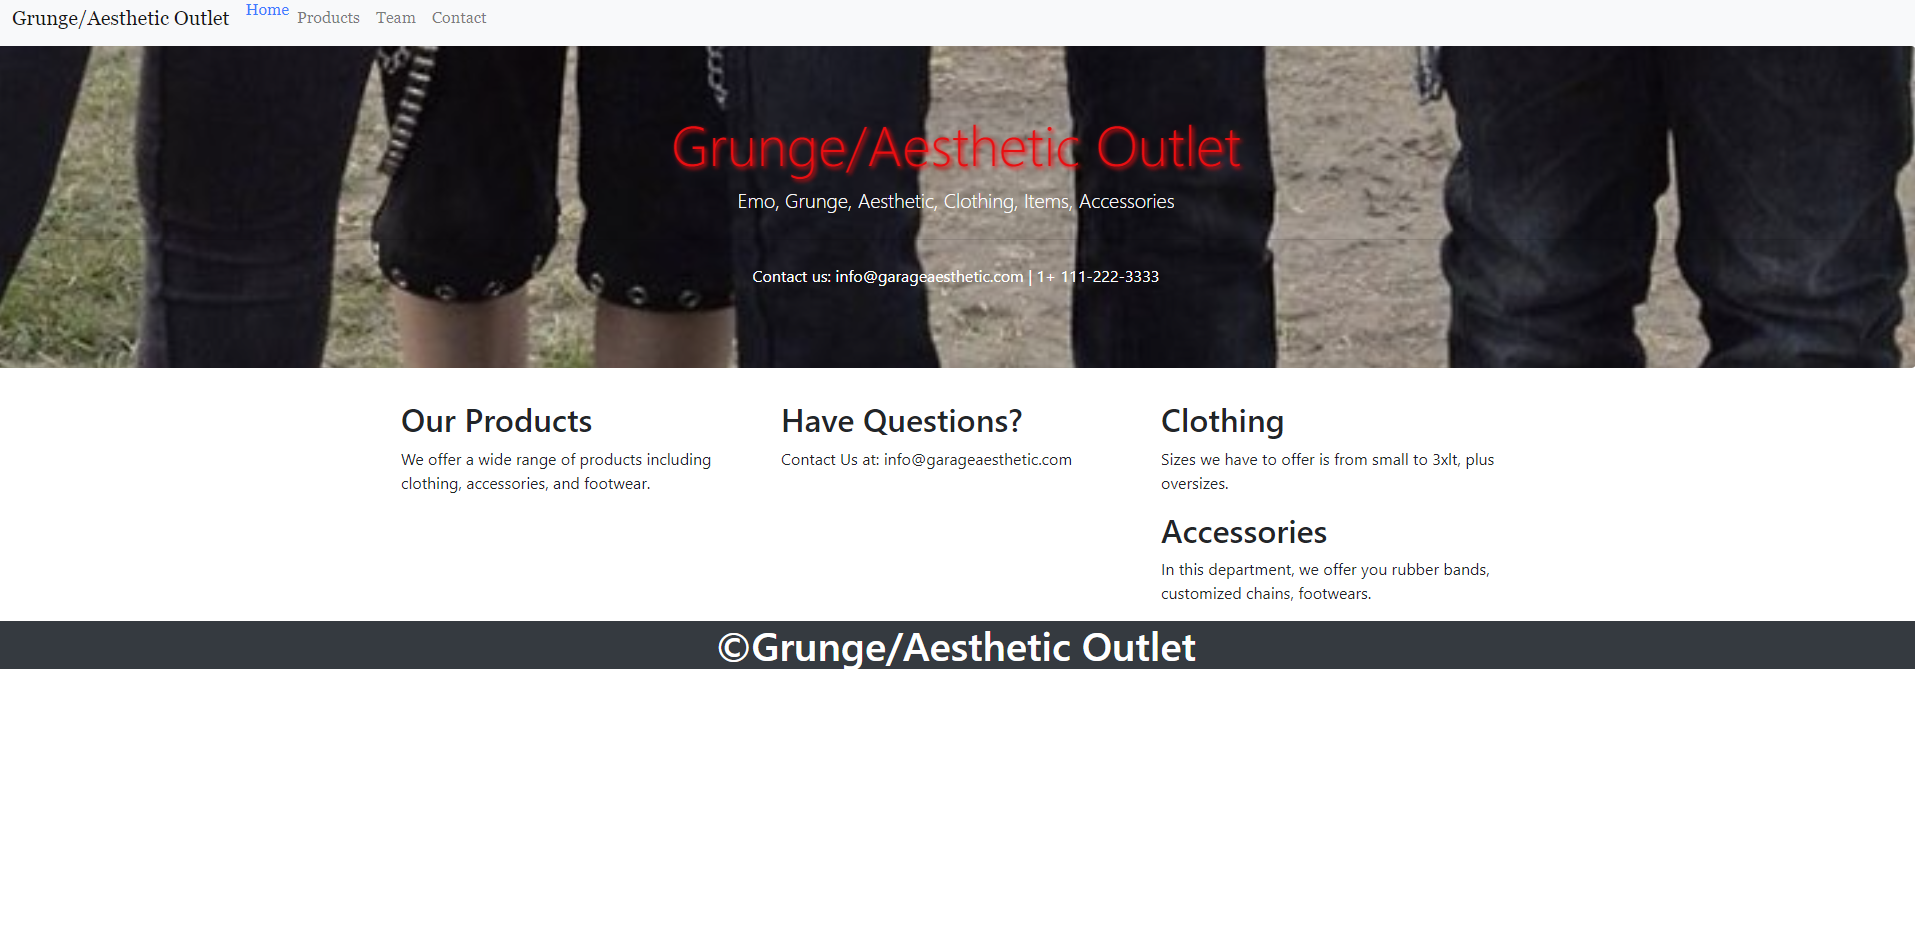 Grunge/Aesthetic Outlet Home Products Team Contact
Grunge/Aesthetic Outlet
Emo, Grunge, Aesthetic, Clothing, Items, Accessories
Contact us: info@garageaesthetic.com | 1+ 111-222-3333
Our Products
We offer a wide range of products including
clothing, accessories, and footwear.
Have Questions?
Contact Us at: info@garageaesthetic.com
Clothing
Sizes we have to offer is from small to 3xlt, plus
oversizes.
Accessories
In this department, we offer you rubber bands,
customized chains, footwears.
©Grunge/Aesthetic Outlet